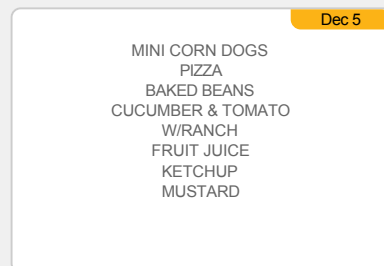 Dec 5
MINI CORN DOGS
PIZZA
BAKED BEANS
CUCUMBER & TOMATO
W/RANCH
FRUIT JUICE
KETCHUP
MUSTARD